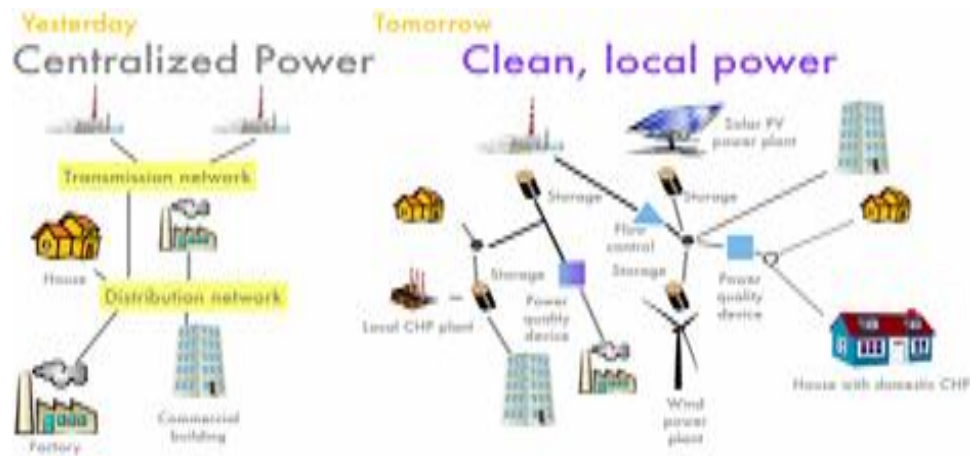 Yesterday
Centralized Power
Transmission network
House
Distribution network
Commercial
building
Factory
Tomorrow
Clean, local power
Solar PV
power plant
Storage
Storage
Flow
control
Storage
Storage
Power
quality
device
Power
quality
device
Local CHP plant
Wind
power
plant
House with domestic CHP